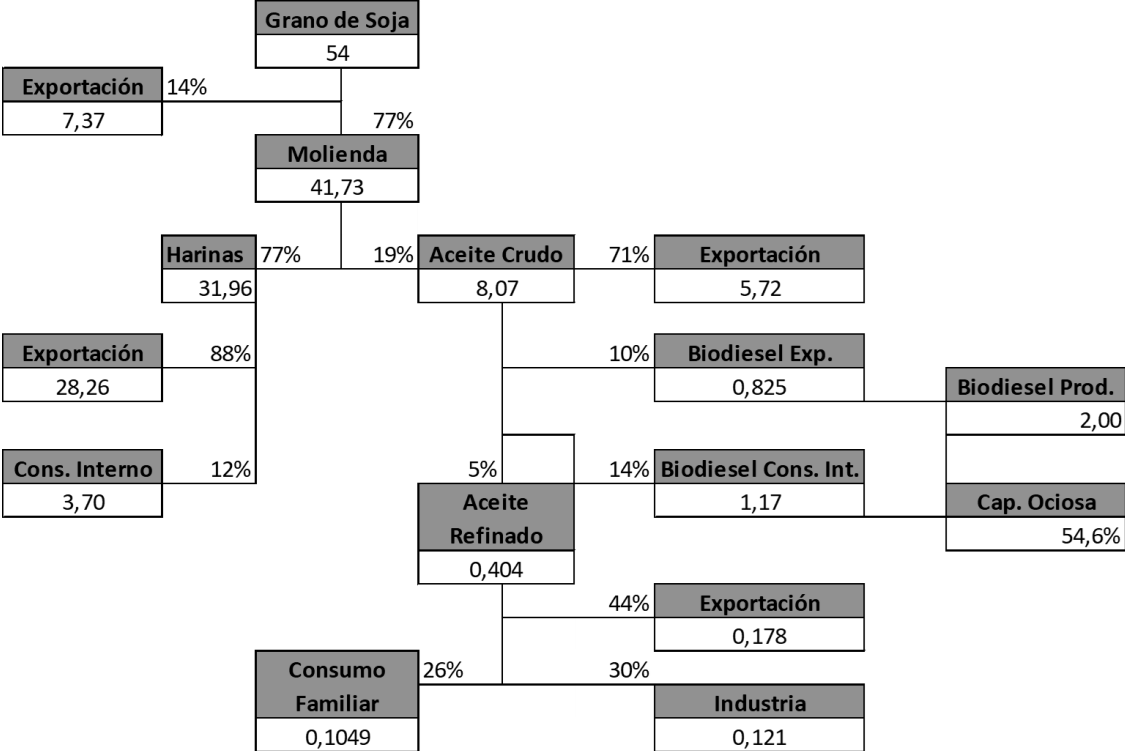 Grano de Soja
54
Exportación 14%
7,37
77%
Molienda
41,73
Harinas 77% 19% Aceite Crudo 71% Exportación
31,96 8,07 5,72
Exportación 88% 10% Biodiesel Exp.
28,26 0,825 Biodiesel Prod.
2,00
Cons. Interno 12% 5% 14% Biodiesel Cons. Int.
3,70 Aceite 1,17 Cap. Ociosa
Refinado 54,6%
0,404
44% Exportación
0,178
Consumo 26% 30%
Familiar Industria
0,1049 0,121